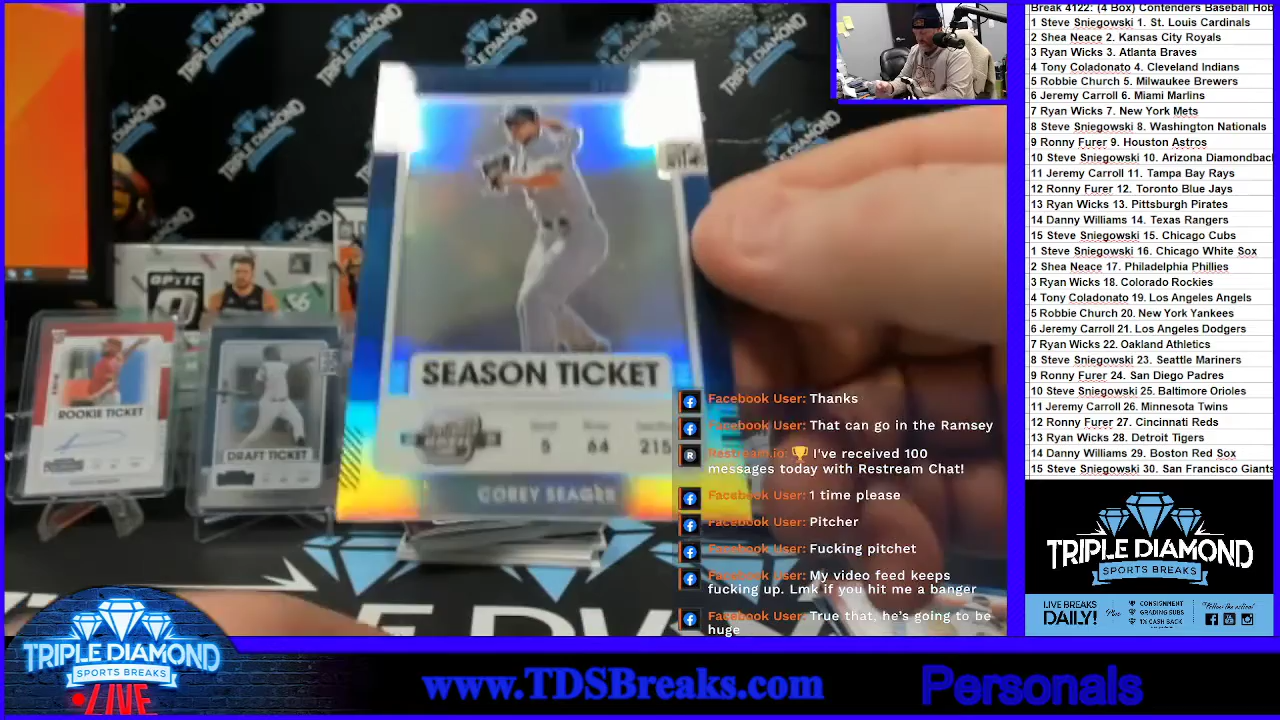 Break 4122: (4 Box) Contenders Baseball Hob
1 Steve Sniegowski 1. St. Louis Cardinals
2 Shea Neace 2. Kansas City Royals
3 Ryan Wicks 3. Atlanta Braves
4 Tony Coladonato 4. Cleveland Indians
5 Robbie Church 5. Milwaukee Brewers
6 Jeremy Carroll 6. Miami Marlins
7 Ryan Wicks 7. New York Mets
8 Steve Sniegowski 8. Washington Nationals
9 Ronny Furer 9. Houston Astros
10 Steve Sniegowski 10. Arizona Diamondback
11 Jeremy Carroll 11. Tampa Bay Rays
12 Ronny Furer 12. Toronto Blue Jays
13 Ryan Wicks 13. Pittsburgh Pirates
14 Danny Williams 14. Texas Rangers
15 Steve Sniegowski 15. Chicago Cubs
1 Steve Sniegowski 16. Chicago White Sox
2 Shea Neace 17. Philadelphia Phillies
3 Ryan Wicks 18. Colorado Rockies
4 Tony Coladonato 19. Los Angeles Angels
5 Robbie Church 20. New York Yankees
6 Jeremy Carroll 21. Los Angeles Dodgers
7 Ryan Wicks 22. Oakland Athletics
8 Steve Sniegowski 23. Seattle Mariners
9 Ronny Furer 24. San Diego Padres
10 Steve Sniegowski 25. Baltimore Orioles
11 Jeremy Carroll 26. Minnesota Twins
12 Ronny Furer 27. Cincinnati Reds
13 Ryan Wicks 28. Detroit Tigers
14 Danny Williams 29. Boston Red Sox
15 Steve Sniegowski 30. San Francisco Giants
TRIPLE DIAMOND
SPORTS BREAKS
OPTIC
ROOKIE TICKET
DRAFT TICKET
SEASON TICKET
5 64 215
COREY SEAGER
Facebook User: Thanks
Facebook User: That can go in the Ramsey
Restream.io: 🏆 I've received 100
messages today with Restream Chat!
Facebook User: 1 time please
Facebook User: Pitcher
Facebook User: Fucking pitchet
Facebook User: My video feed keeps
fucking up. Lmk if you hit me a banger
Facebook User: True that, he's going to be
huge
TRIPLE DIAMOND
SPORTS BREAKS
LIVE BREAKS
DAILY!
Plus
CONSIGNMENT
GRADING SUBS
TX CASH BACK
Follow the action!
TRIPLE DIAMOND
SPORTS BREAKS
LIVE
www.TDSBreaks.com
Personals